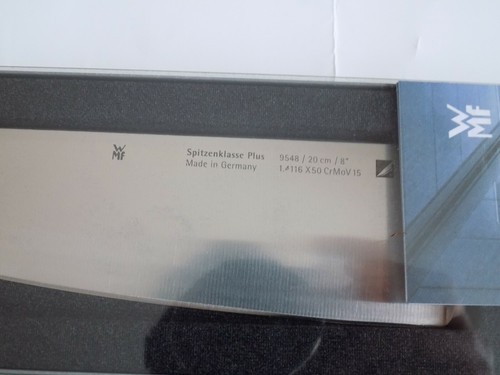 WMF
Spitzenklasse Plus
Made in Germany
9548 / 20 cm / 8"
116 X50 CrMoV 15
WMF